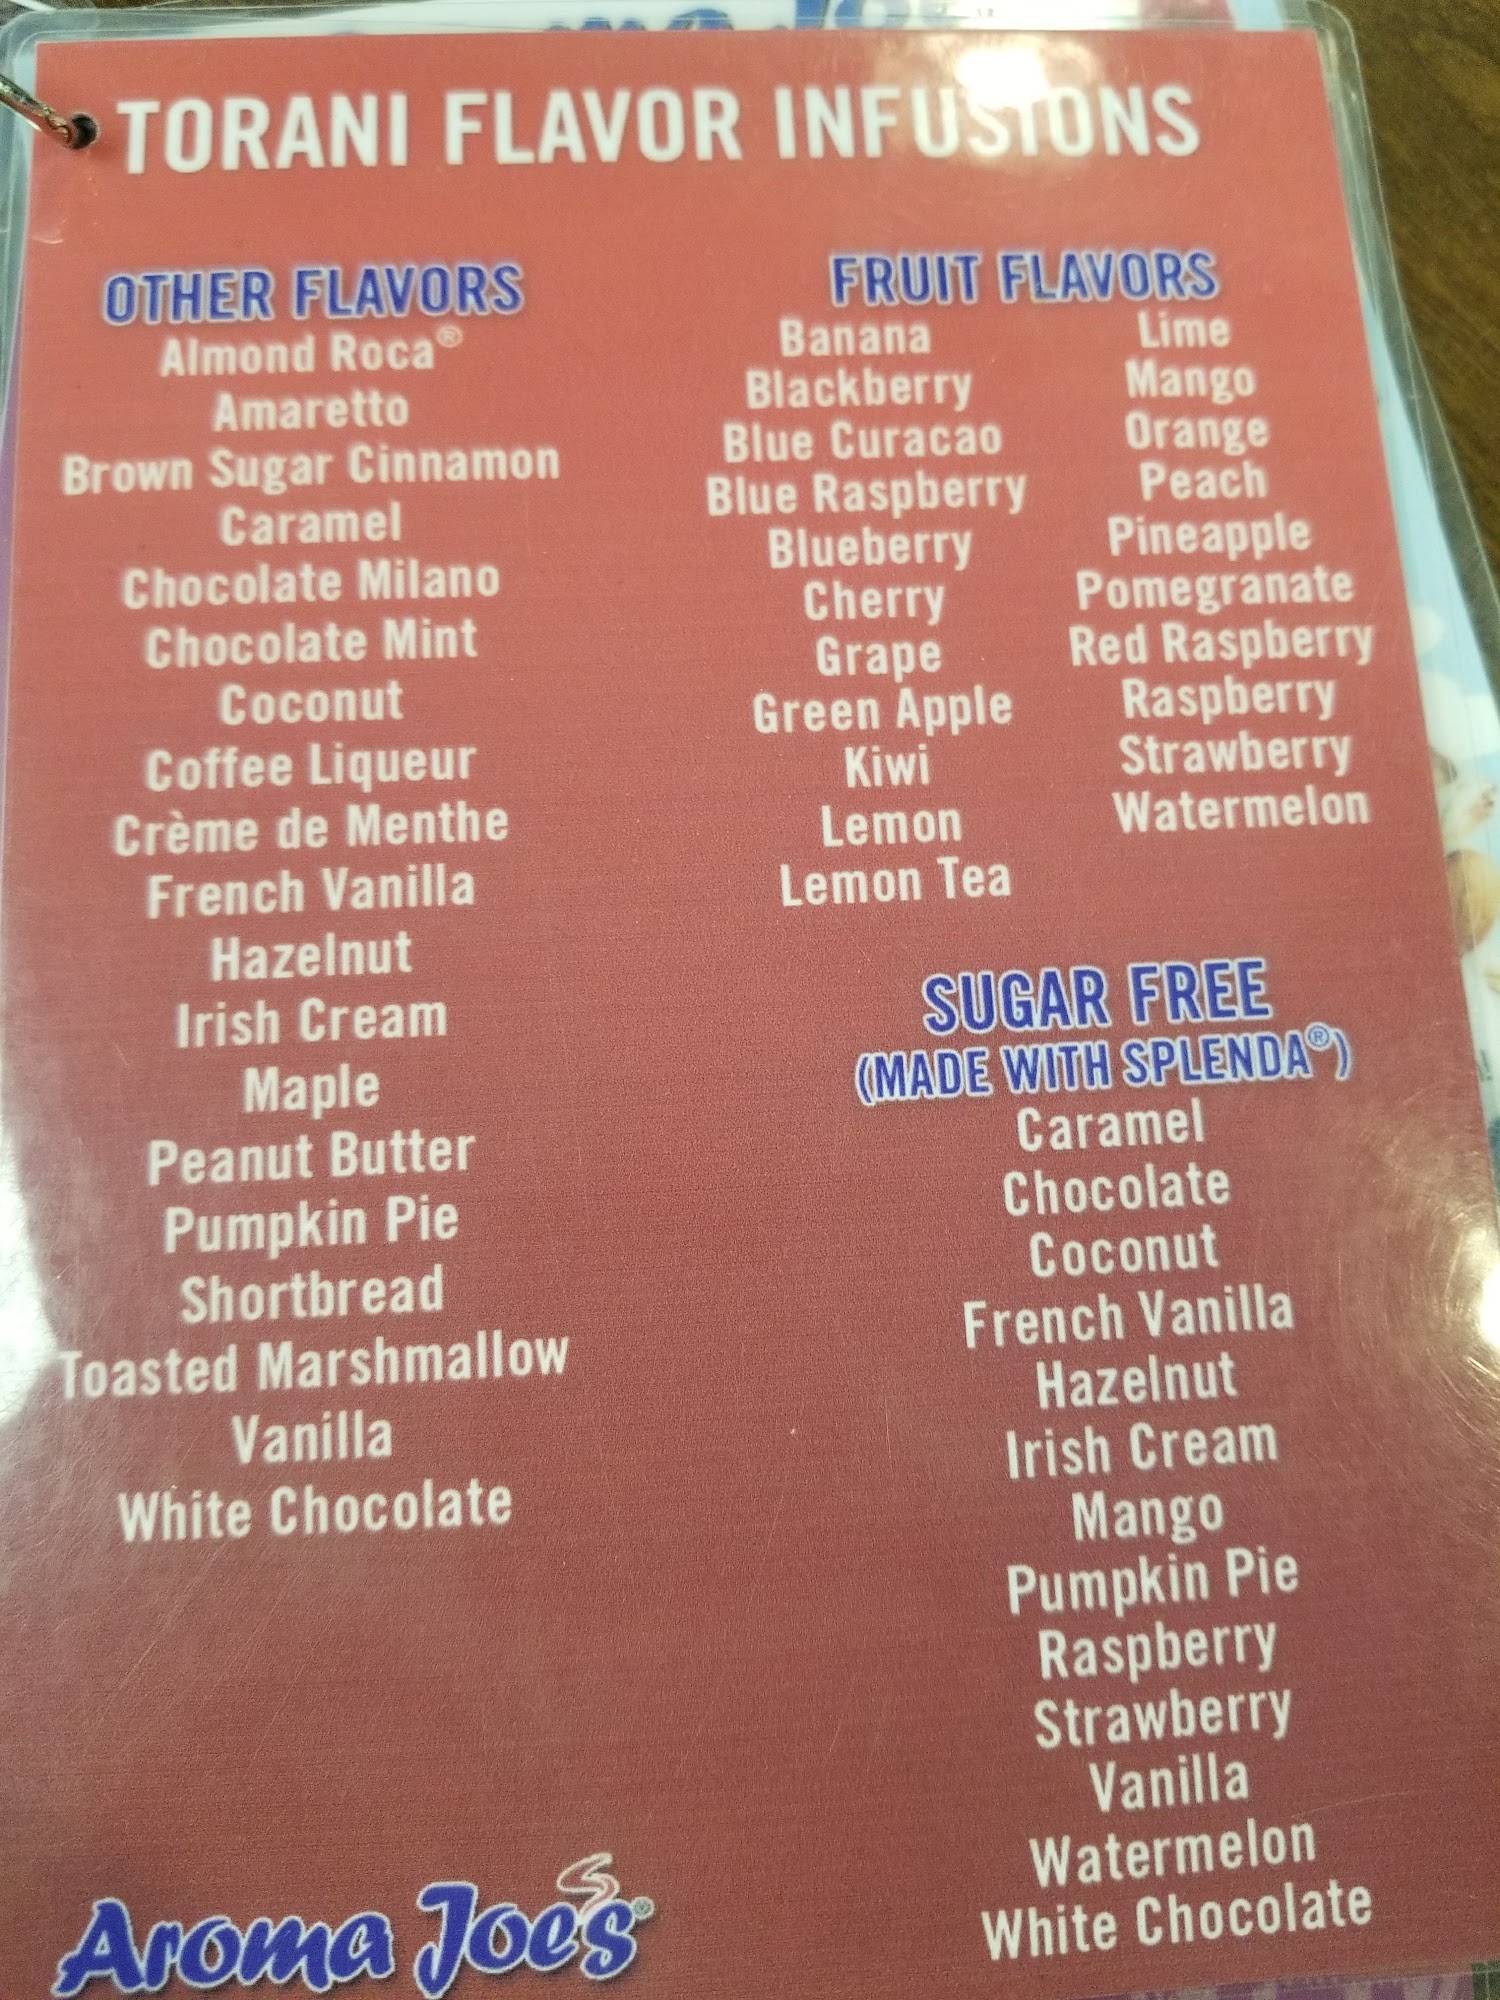 TORANI FLAVOR INFUSIONS
OTHER FLAVORS
Almond Roca®
Amaretto
Brown Sugar Cinnamon
Caramel
Chocolate Milano
Chocolate Mint
Coconut
Coffee Liqueur
Crème de Menthe
French Vanilla
Hazelnut
Irish Cream
Maple
Peanut Butter
Pumpkin Pie
Shortbread
Toasted Marshmallow
Vanilla
White Chocolate
FRUIT FLAVORS
Banana
Blackberry
Blue Curacao
Blue Raspberry
Blueberry
Cherry
Grape
Green Apple
Kiwi
Lemon
Lemon Tea
Lime
Mango
Orange
Peach
Pineapple
Pomegranate
Red Raspberry
Raspberry
Strawberry
Watermelon
SUGAR FREE
(MADE WITH SPLENDA®)
Caramel
Chocolate
Coconut
French Vanilla
Hazelnut
Irish Cream
Mango
Pumpkin Pie
Raspberry
Strawberry
Vanilla
Watermelon
White Chocolate
Aroma Joe's®